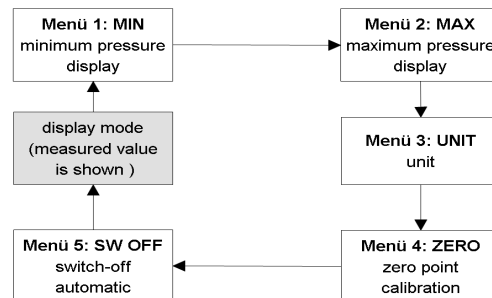 Menü 1: MIN
minimum pressure
display
Menü 2: MAX
maximum pressure
display
display mode
(measured value
is shown )
Menü 3: UNIT
unit
Menü 5: SW OFF
switch-off
automatic
Menü 4: ZERO
zero point
calibration